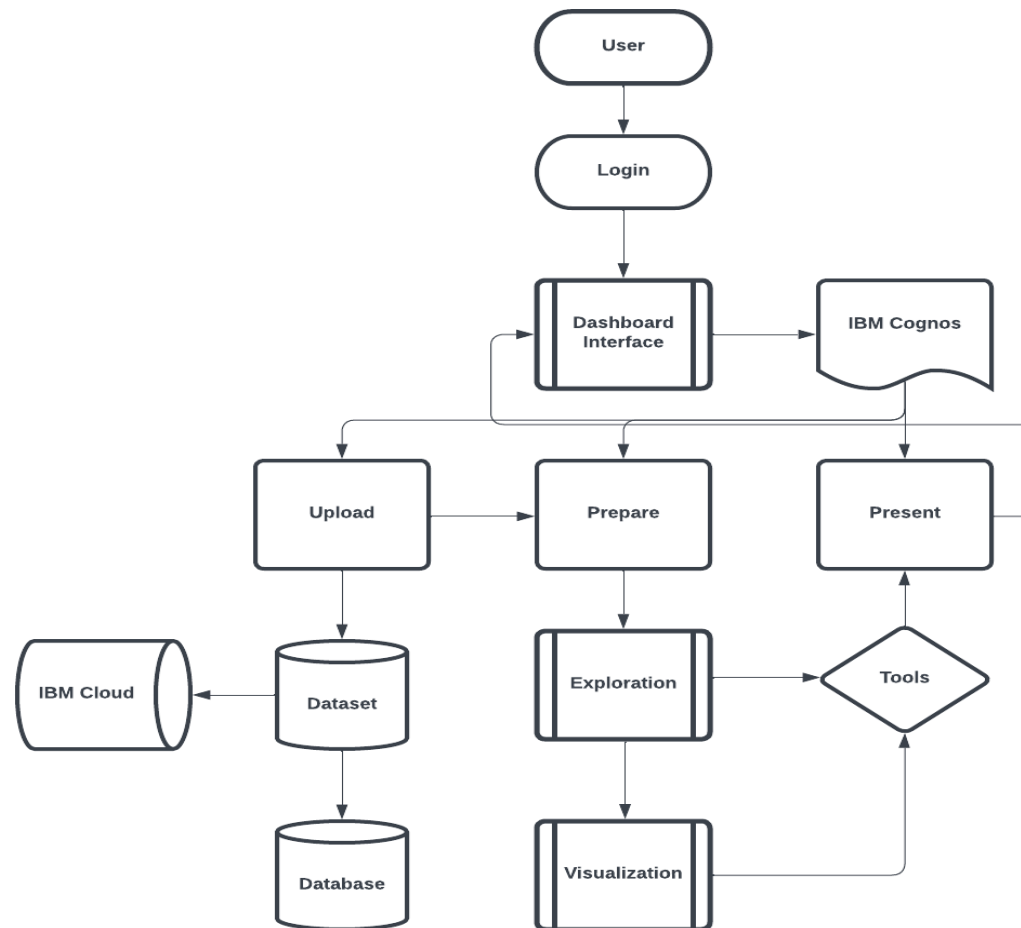 User
Login
Dashboard
Interface
IBM Cognos
Upload
Prepare
Present
IBM Cloud
Dataset
Exploration
Tools
Database
Visualization